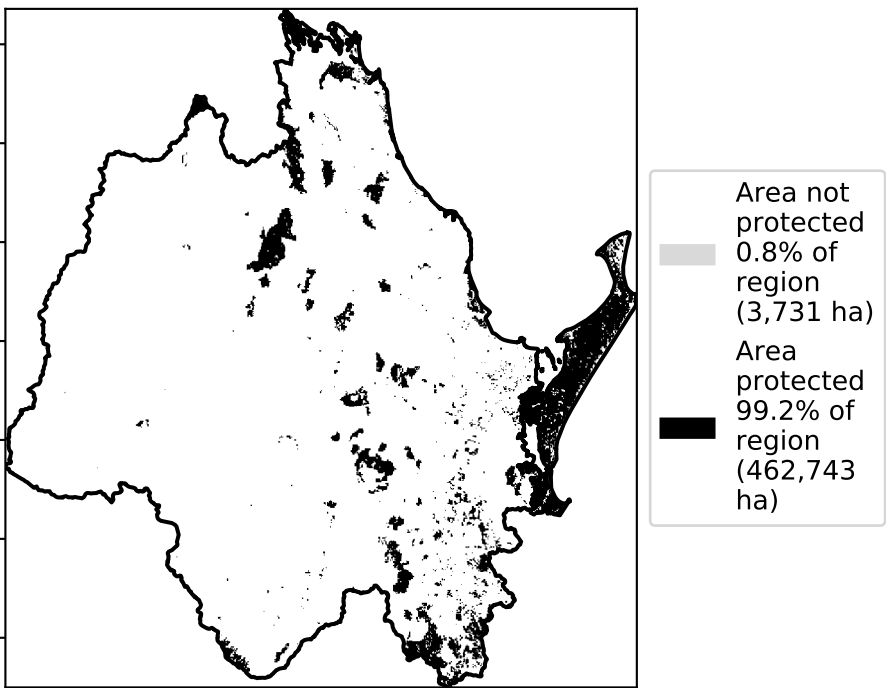 Area not
protected
0.8% of
region
(3,731 ha)
Area
protected
99.2% of
region
(462,743
ha)